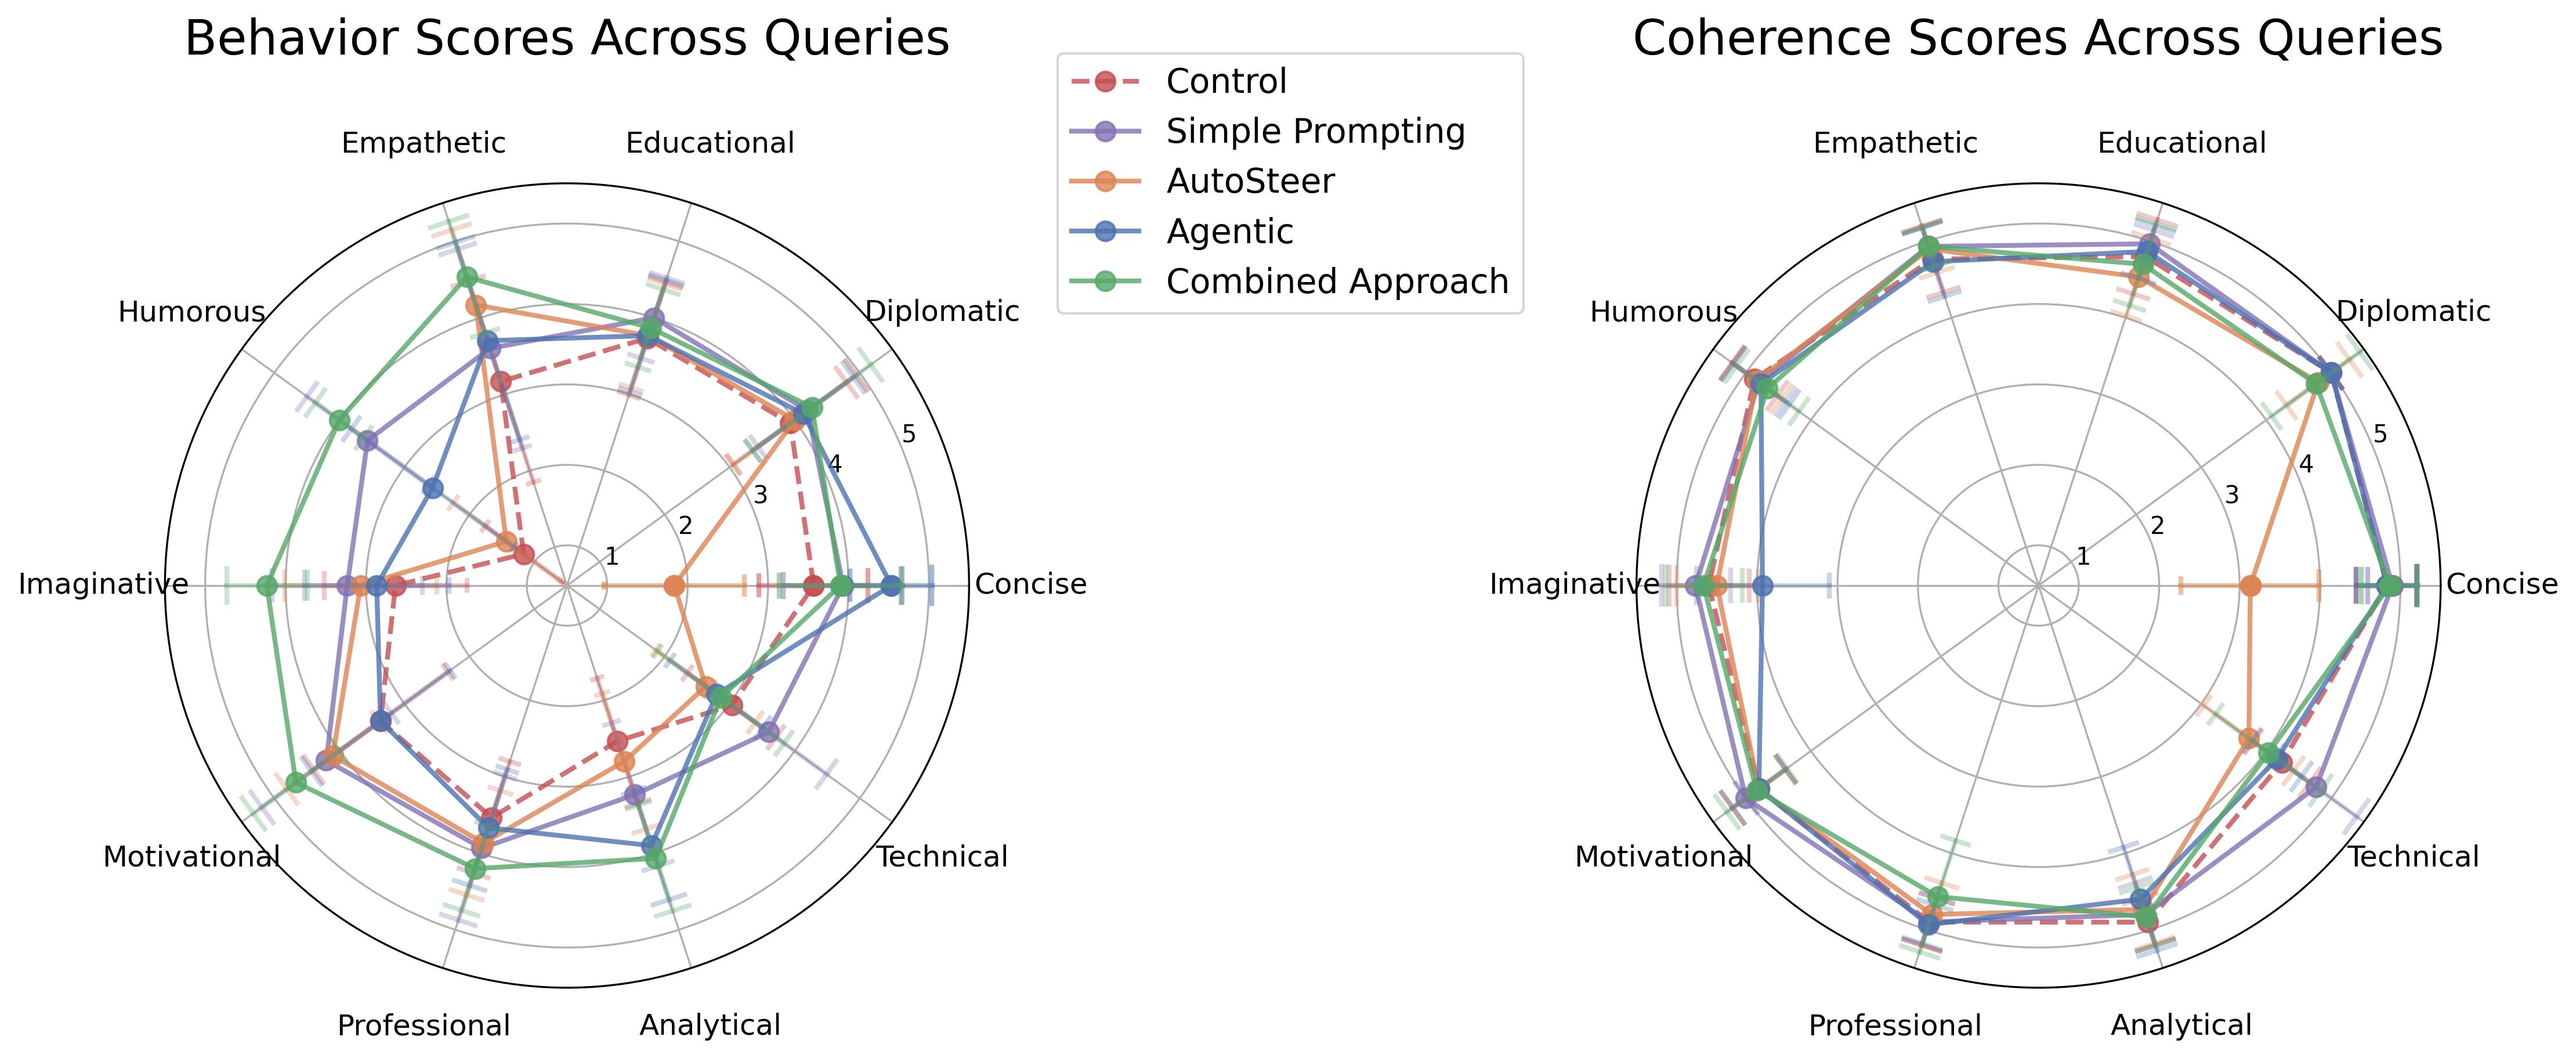 Behavior Scores Across Queries
Empathetic
Educational
Humorous
Diplomatic
Imaginative
Concise
Motivational
Technical
Professional
Analytical
1
2
3
4
5
Control
Simple Prompting
AutoSteer
Agentic
Combined Approach
Coherence Scores Across Queries
Empathetic
Educational
Humorous
Diplomatic
Imaginative
Concise
Motivational
Technical
Professional
Analytical
1
2
3
4
5